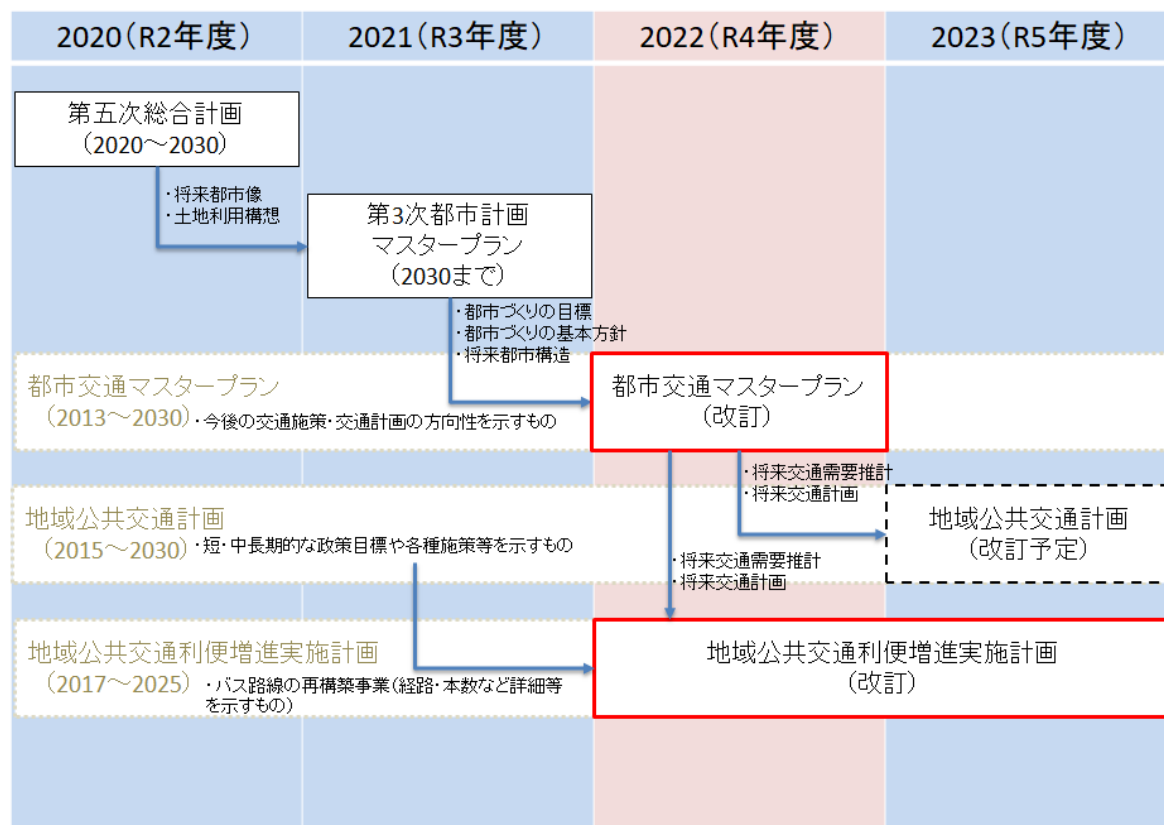 2020(R2年度)
2021(R3年度)
2022(R4年度)
2023(R5年度)
第五次総合計画
(2020～2030)
・将来都市像
・土地利用構想
第3次都市計画
マスタープラン
(2030まで)
・都市づくりの目標
・都市づくりの基本方針
・将来都市構造
都市交通マスタープラン
(2013～2030)・今後の交通施策・交通計画の方向性を示すもの
都市交通マスタープラン
(改訂)
・将来交通需要推計
・将来交通計画
地域公共交通計画
(2015～2030)・短・中長期的な政策目標や各種施策等を示すもの
地域公共交通計画
(改訂予定)
・将来交通需要推計
・将来交通計画
地域公共交通利便増進実施計画
(2017～2025)・バス路線の再構築事業(経路・本数など詳細等
を示すもの)
地域公共交通利便増進実施計画
(改訂)